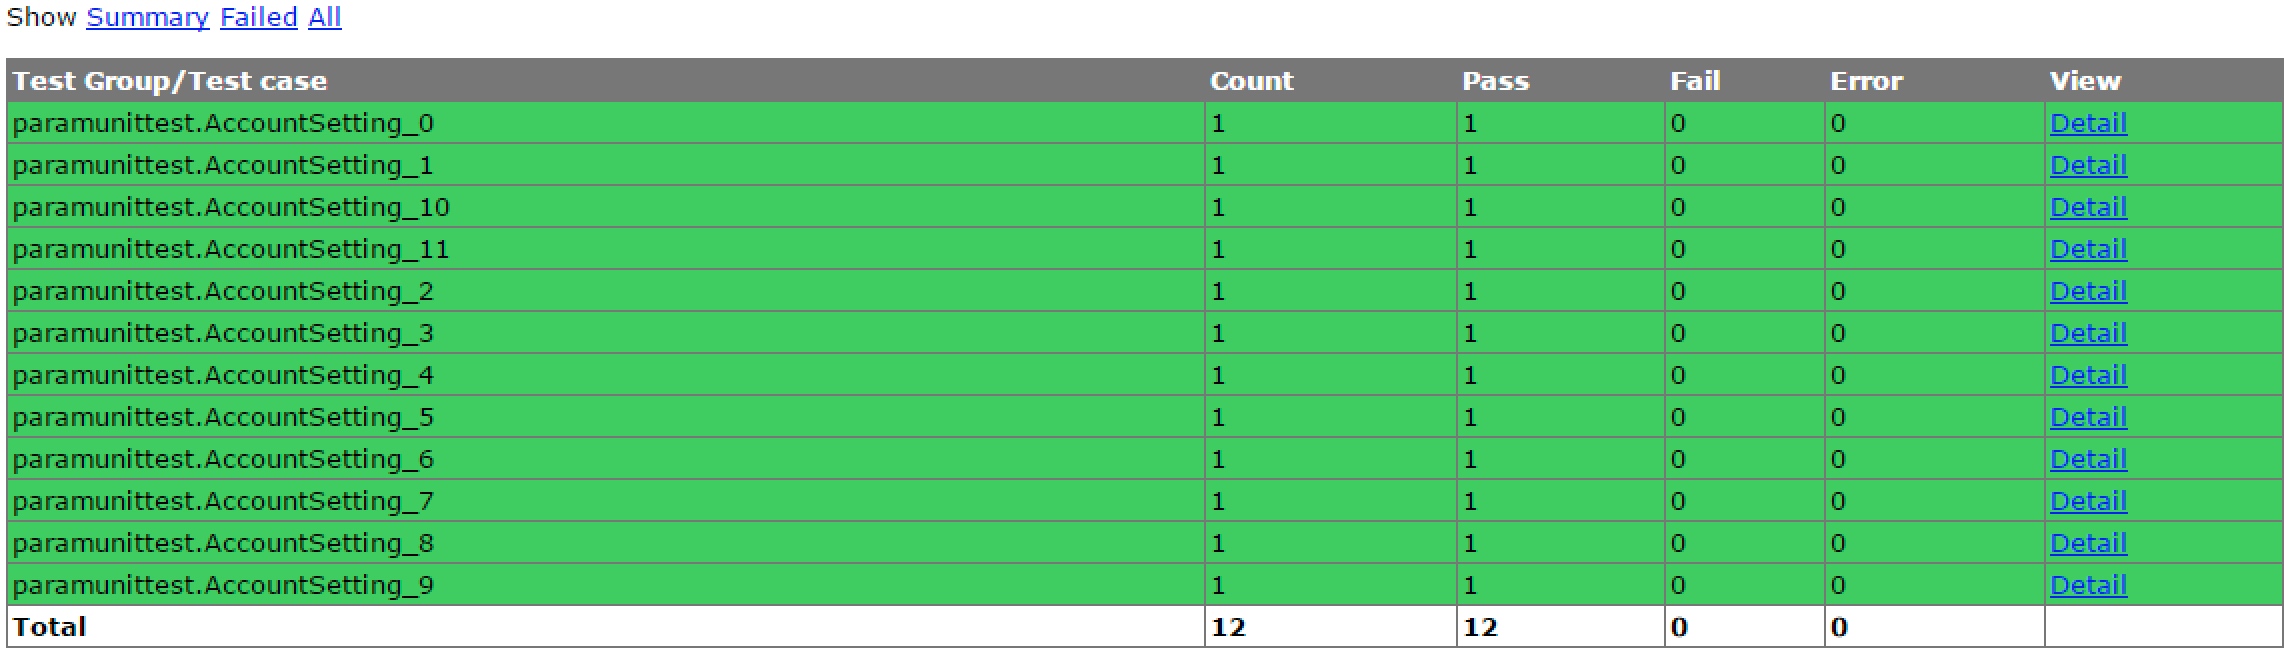 Show Summary Failed All
Test Group/Test case Count Pass Fail Error View
paramunittest.AccountSetting_0 1 1 0 0 Detail
paramunittest.AccountSetting_1 1 1 0 0 Detail
paramunittest.AccountSetting_10 1 1 0 0 Detail
paramunittest.AccountSetting_11 1 1 0 0 Detail
paramunittest.AccountSetting_2 1 1 0 0 Detail
paramunittest.AccountSetting_3 1 1 0 0 Detail
paramunittest.AccountSetting_4 1 1 0 0 Detail
paramunittest.AccountSetting_5 1 1 0 0 Detail
paramunittest.AccountSetting_6 1 1 0 0 Detail
paramunittest.AccountSetting_7 1 1 0 0 Detail
paramunittest.AccountSetting_8 1 1 0 0 Detail
paramunittest.AccountSetting_9 1 1 0 0 Detail
Total 12 12 0 0